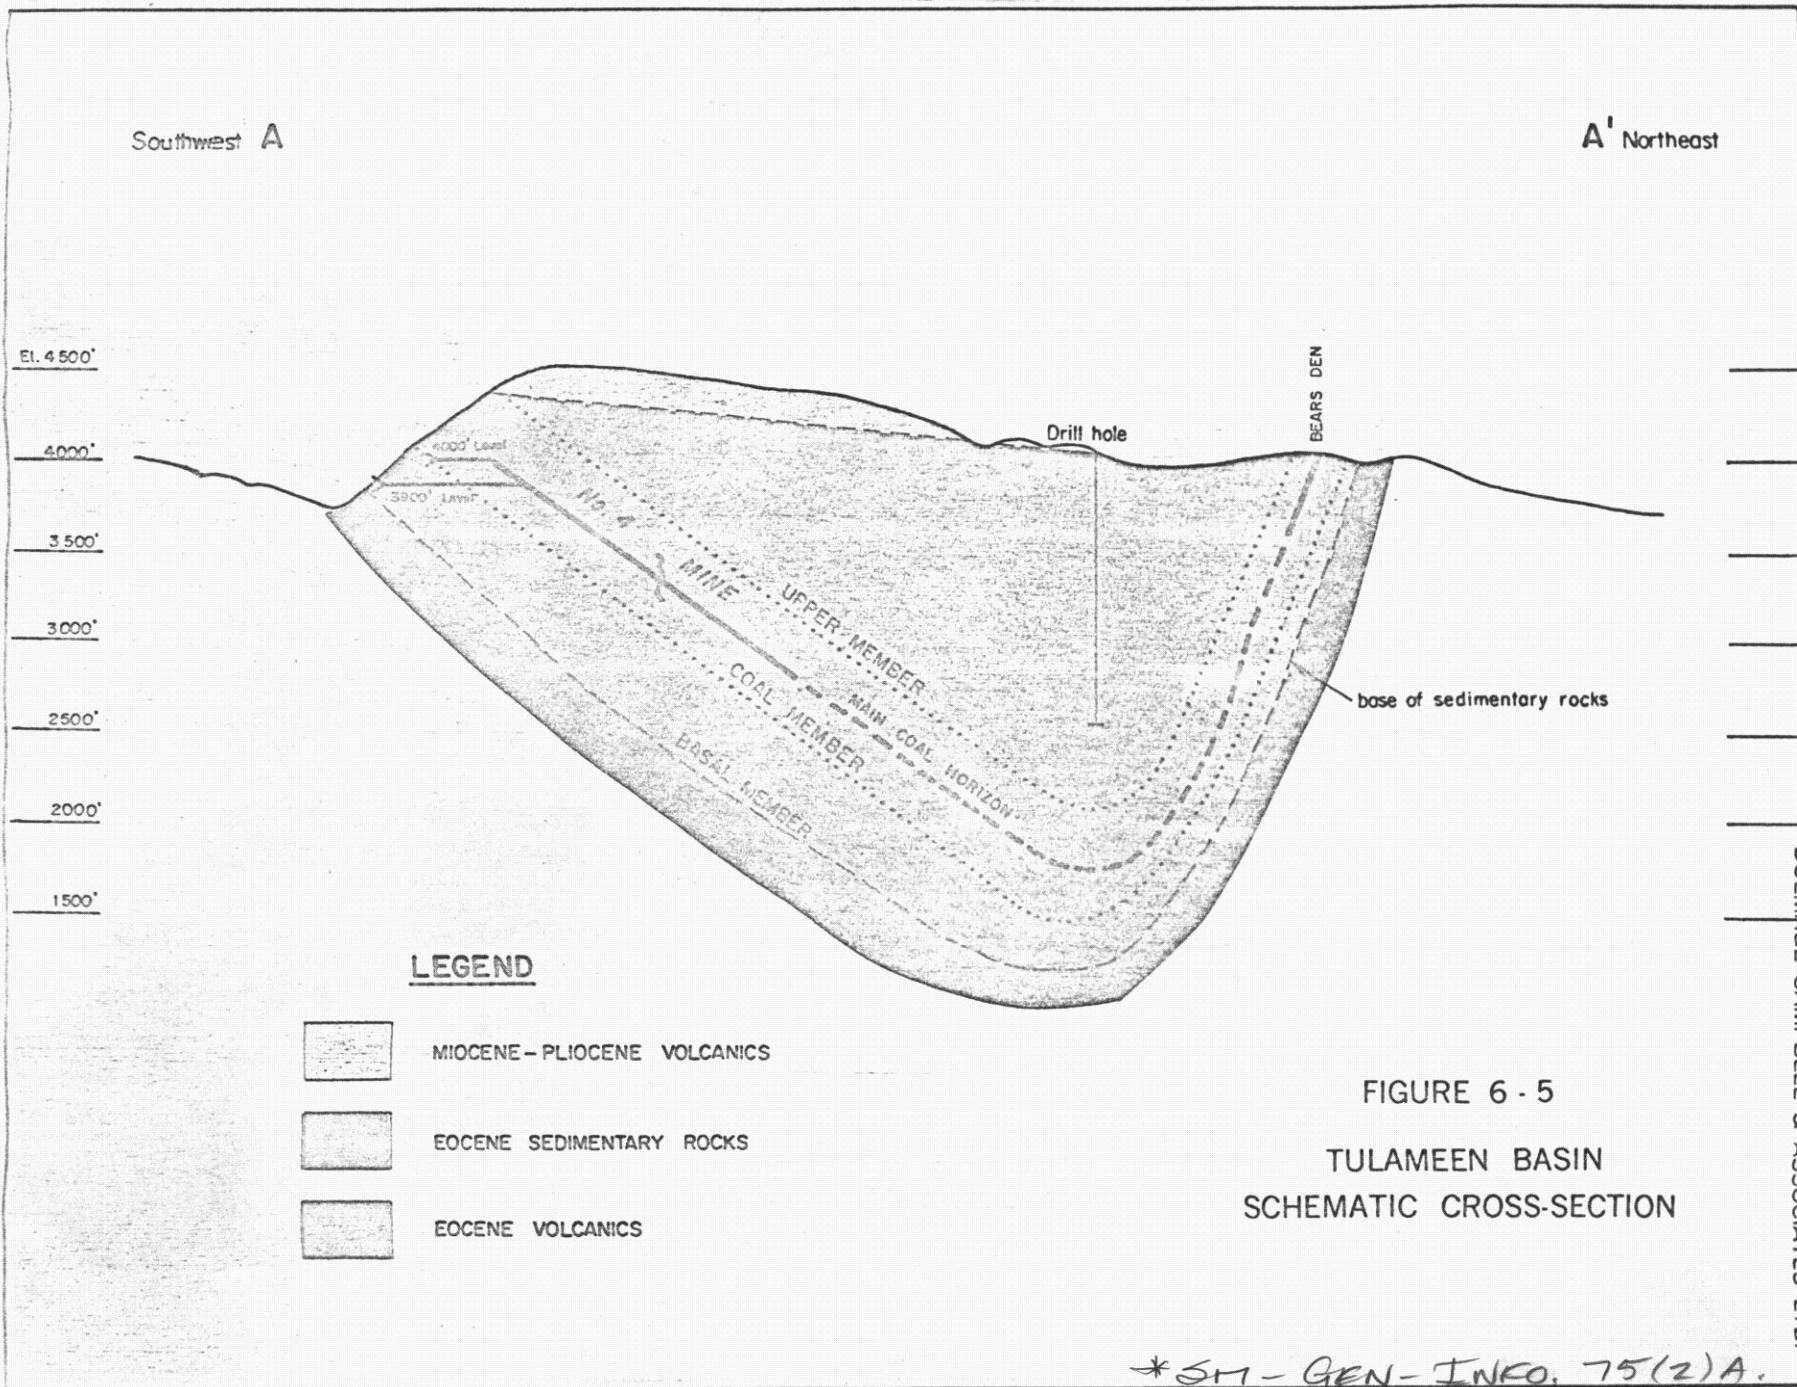 Southwest A
A' Northeast
El. 4500'
4000'
3500'
3000'
2500'
2000'
1500'
4000' Level
3900' Level
No. 4
MINE
UPPER MEMBER
COAL MEMBER
MAIN COAL HORIZON
BASAL MEMBER
Drill hole
BEARS DEN
base of sedimentary rocks
LEGEND
MIOCENE-PLIOCENE VOLCANICS
EOCENE SEDIMENTARY ROCKS
EOCENE VOLCANICS
FIGURE 6-5
TULAMEEN BASIN
SCHEMATIC CROSS-SECTION
* SM - GEN - INFO. 75(2)A.